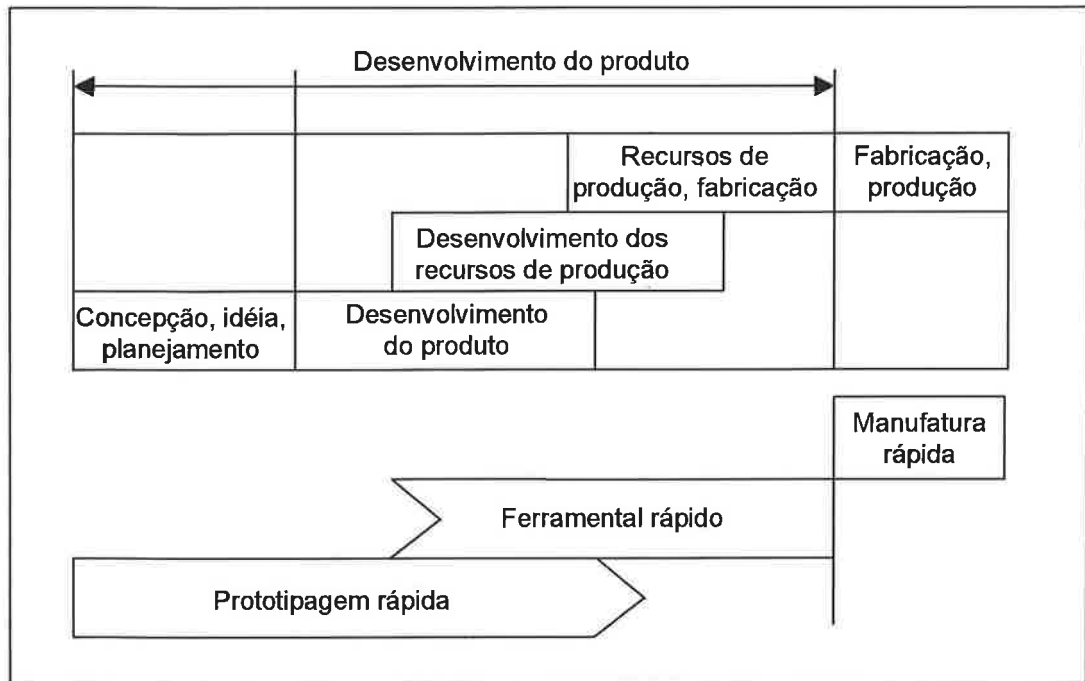 Desenvolvimento do produto
Recursos de
produção, fabricação
Fabricação,
produção
Desenvolvimento dos
recursos de produção
Concepção, idéia,
planejamento
Desenvolvimento
do produto
Manufatura
rápida
Ferramental rápido
Prototipagem rápida